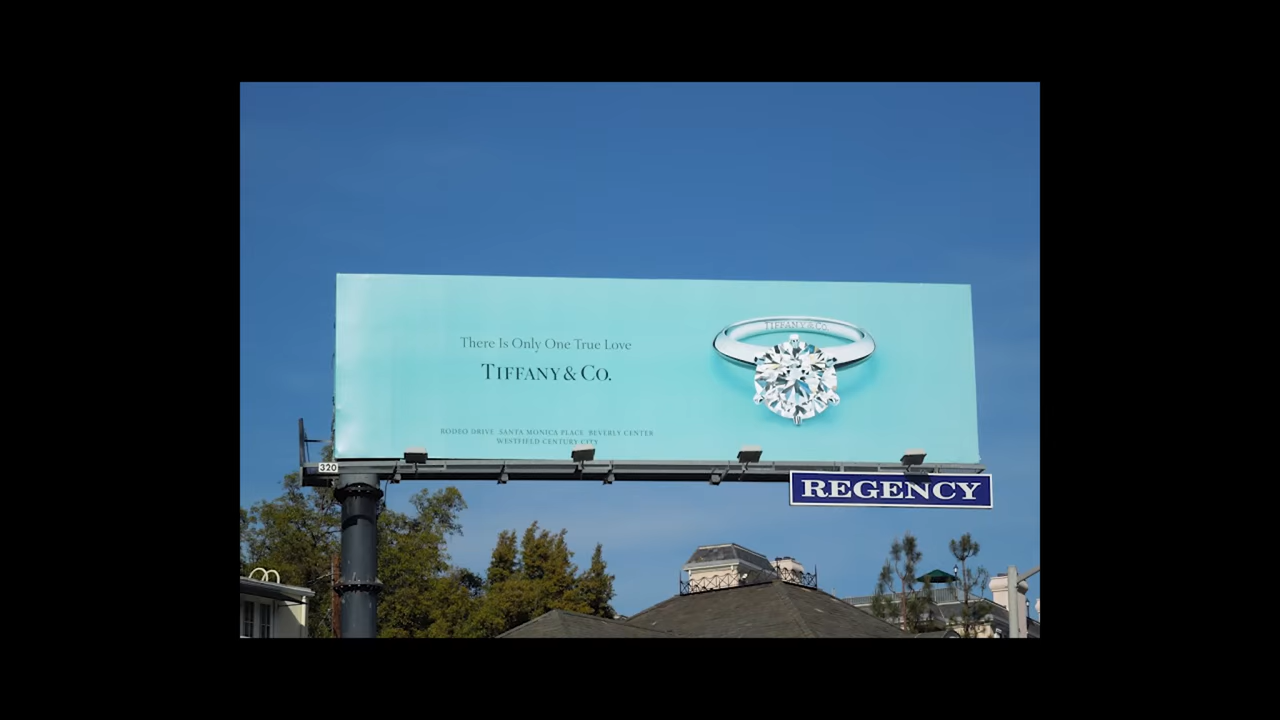 TIFFANY & CO.
There Is Only One True Love
TIFFANY & CO.
RODEO DRIVE SANTA MONICA PLACE BEVERLY CENTER
WESTFIELD CENTURY CITY
320
REGENCY